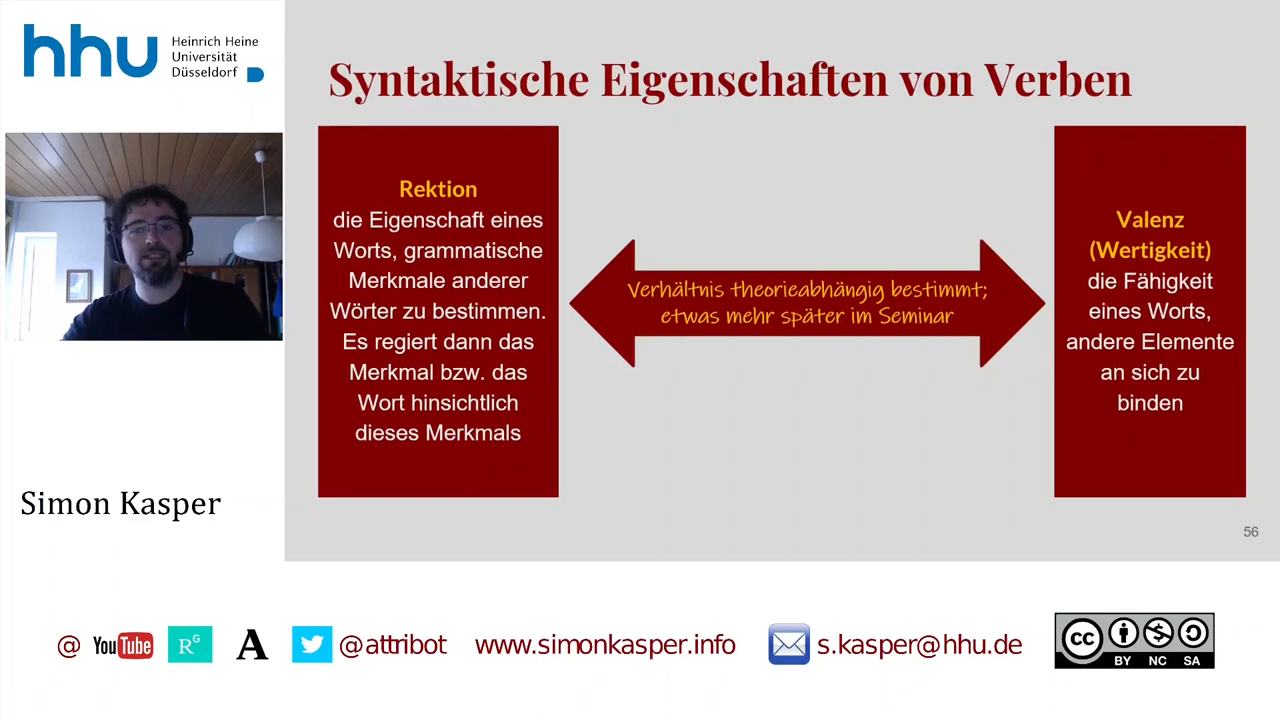 hhu Heinrich Heine
Universität
Düsseldorf
Syntaktische Eigenschaften von Verben
Rektion
die Eigenschaft eines
Worts, grammatische
Merkmale anderer
Wörter zu bestimmen.
Es regiert dann das
Merkmal bzw. das
Wort hinsichtlich
dieses Merkmals
Verhältnis theorieabhängig bestimmt;
etwas mehr später im Seminar
Valenz
(Wertigkeit)
die Fähigkeit
eines Worts,
andere Elemente
an sich zu
binden
56
Simon Kasper
@ YouTube RG A @attribot www.simonkasper.info s.kasper@hhu.de cc
BY NC SA